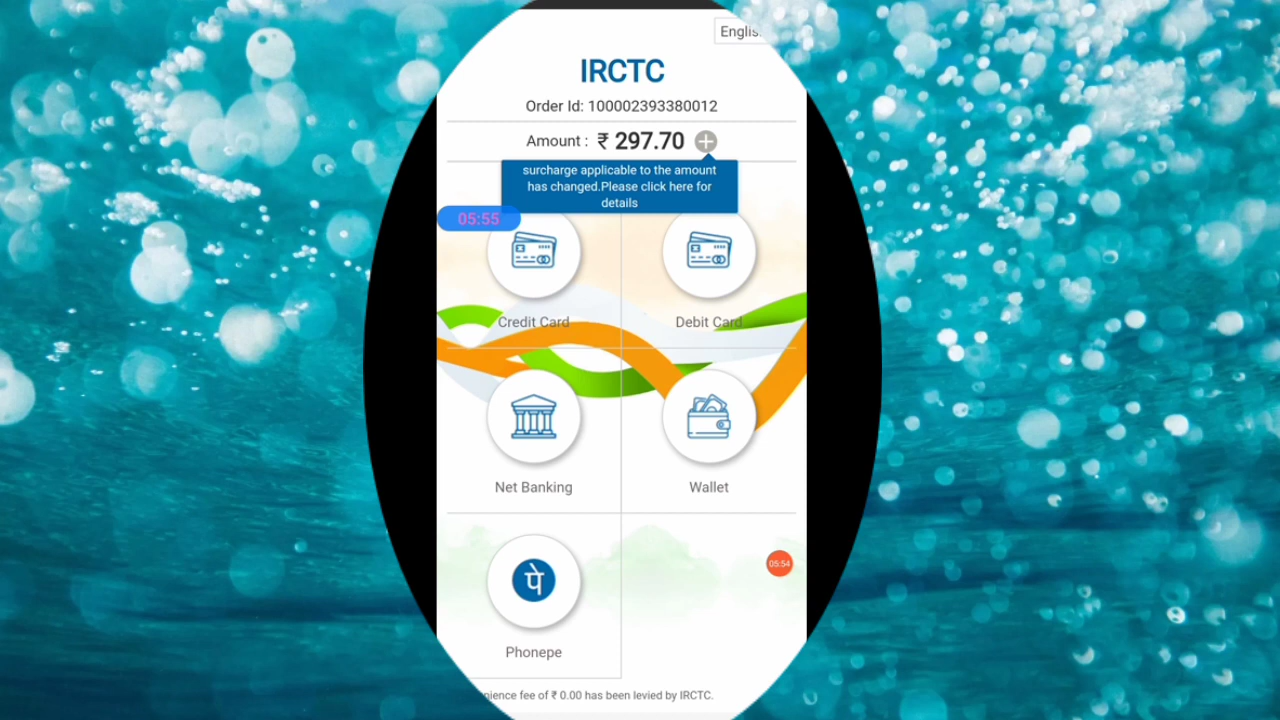 IRCTC
Order Id: 100002393380012
Amount : ₹ 297.70
surcharge applicable to the amount
has changed.Please click here for
details
05:55
Credit Card
Debit Card
Net Banking
Wallet
05:54
पे
Phonepe
fee of ₹ 0.00 has been levied by IRCTC.